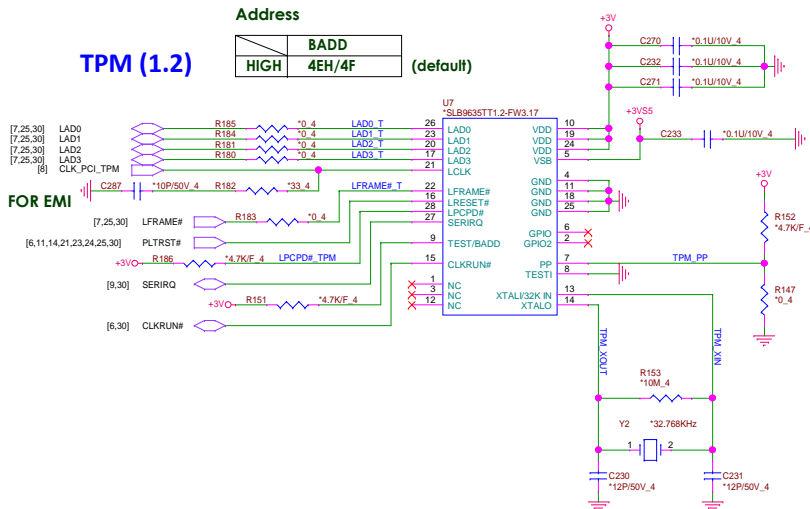 Address
TPM (1.2)
BADD
HIGH 4EH/4F (default)
+3V
C270 *0.1U/10V_4
C232 *0.1U/10V_4
C271 *0.1U/10V_4
+3VS5
C233 *0.1U/10V_4
U7
*SLB9635TT1.2-FW3.17
[7,25,30] LAD0 R185 *0_4 LAD0_T 26 LAD0
[7,25,30] LAD1 R184 *0_4 LAD1_T 23 LAD1
[7,25,30] LAD2 R181 *0_4 LAD2_T 20 LAD2
[7,25,30] LAD3 R180 *0_4 LAD3_T 17 LAD3
[8] CLK_PCI_TPM 21 LCLK
C287 *10P/50V_4 R182 *33_4
FOR EMI
LFRAME#_T 22 LFRAME#
16 LRESET#
28 LPCPD#
27 SERIRQ
[7,25,30] LFRAME# R183 *0_4
[6,11,14,21,23,24,25,30] PLTRST#
9 TEST/BADD
+3V R186 *4.7K/F_4 LPCPD#_TPM
15 CLKRUN#
[9,30] SERIRQ
1 NC
3 NC
12 NC
+3V R151 *4.7K/F_4
[6,30] CLKRUN#
VDD 10
VDD 19
VDD 24
VSB 5
GND 4
GND 11
GND 18
GND 25
GPIO 6
GPIO2 2
PP 7 TPM_PP
TESTI 8
XTALI/32K IN 13
XTALO 14
+3V
R152
*4.7K/F_4
R147
*0_4
TPM_XOUT
TPM_XIN
R153
*10M_4
Y2 *32.768KHz
1 2
C230
*12P/50V_4
C231
*12P/50V_4